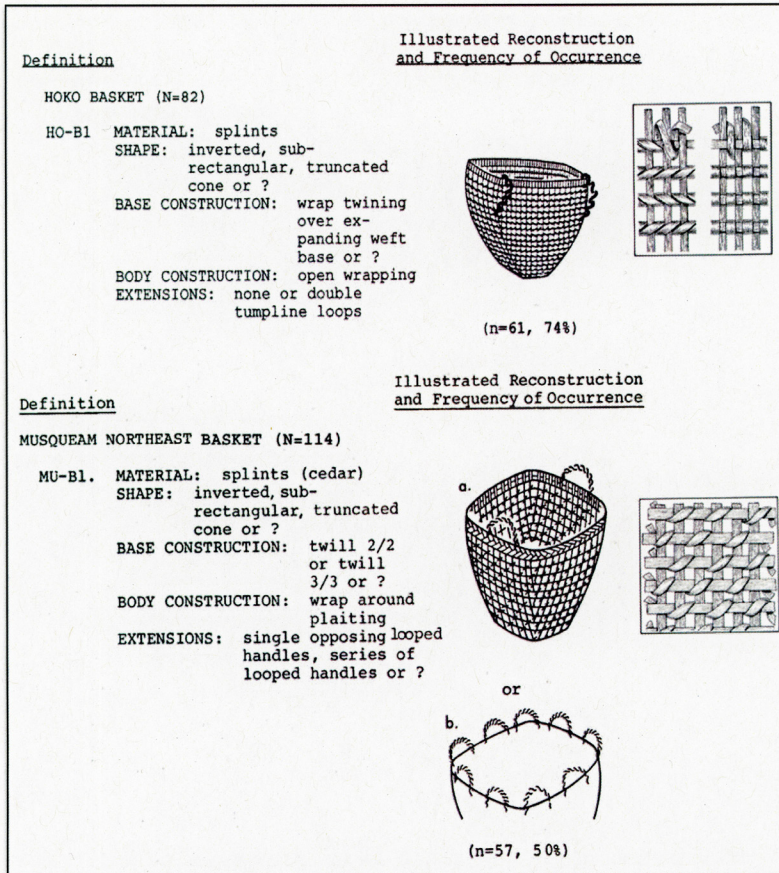 Illustrated Reconstruction
and Frequency of Occurrence
Definition
HOKO BASKET (N=82)
HO-B1 MATERIAL: splints
SHAPE: inverted, sub-
rectangular, truncated
cone or ?
BASE CONSTRUCTION: wrap twining
over ex-
panding weft
base or ?
BODY CONSTRUCTION: open wrapping
EXTENSIONS: none or double
tumpline loops
(n=61, 74%)
Illustrated Reconstruction
and Frequency of Occurrence
Definition
MUSQUEAM NORTHEAST BASKET (N=114)
MU-B1. MATERIAL: splints (cedar)
SHAPE: inverted, sub-
rectangular, truncated
cone or ?
BASE CONSTRUCTION: twill 2/2
or twill
3/3 or ?
BODY CONSTRUCTION: wrap around
plaiting
EXTENSIONS: single opposing looped
handles, series of
looped handles or ?
a.
or
b.
(n=57, 50%)